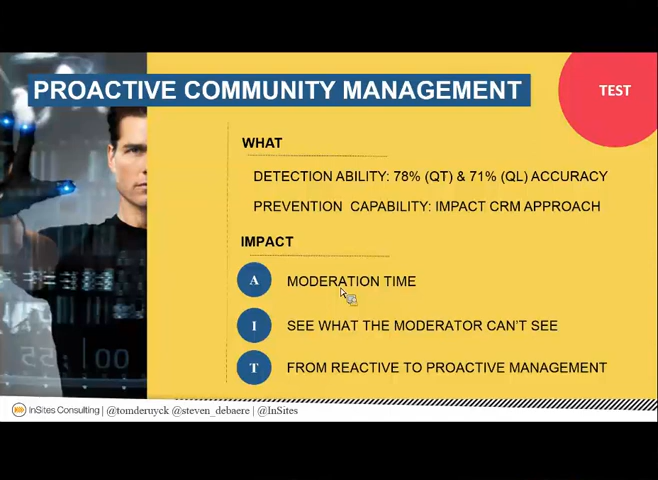 PROACTIVE COMMUNITY MANAGEMENT
TEST
WHAT
DETECTION ABILITY: 78% (QT) & 71% (QL) ACCURACY
PREVENTION CAPABILITY: IMPACT CRM APPROACH
IMPACT
A MODERATION TIME
I SEE WHAT THE MODERATOR CAN'T SEE
T FROM REACTIVE TO PROACTIVE MANAGEMENT
InSites Consulting | @tomderuyck @steven_debaere | @InSites